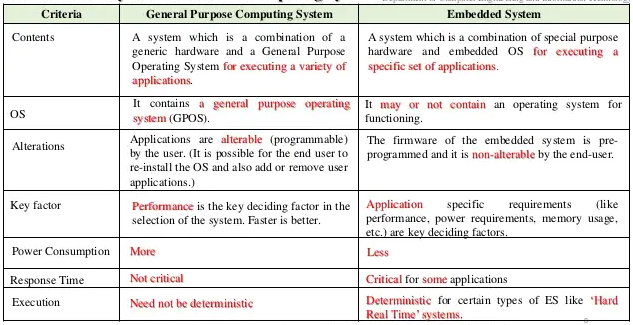 Criteria
General Purpose Computing System
Embedded System
Contents
A system which is a combination of a
generic hardware and a General Purpose
Operating System for executing a variety of
applications.
A system which is a combination of special purpose
hardware and embedded OS for executing a
specific set of applications.
OS
It contains a general purpose operating
system (GPOS).
It may or not contain an operating system for
functioning.
Alterations
Applications are alterable (programmable)
by the user. (It is possible for the end user to
re-install the OS and also add or remove user
applications.)
The firmware of the embedded system is pre-
programmed and it is non-alterable by the end-user.
Key factor
Performance is the key deciding factor in the
selection of the system. Faster is better.
Application specific requirements (like
performance, power requirements, memory usage,
etc.) are key deciding factors.
Power Consumption
More
Less
Response Time
Not critical
Critical for some applications
Execution
Need not be deterministic
Deterministic for certain types of ES like ‘Hard
Real Time’ systems.